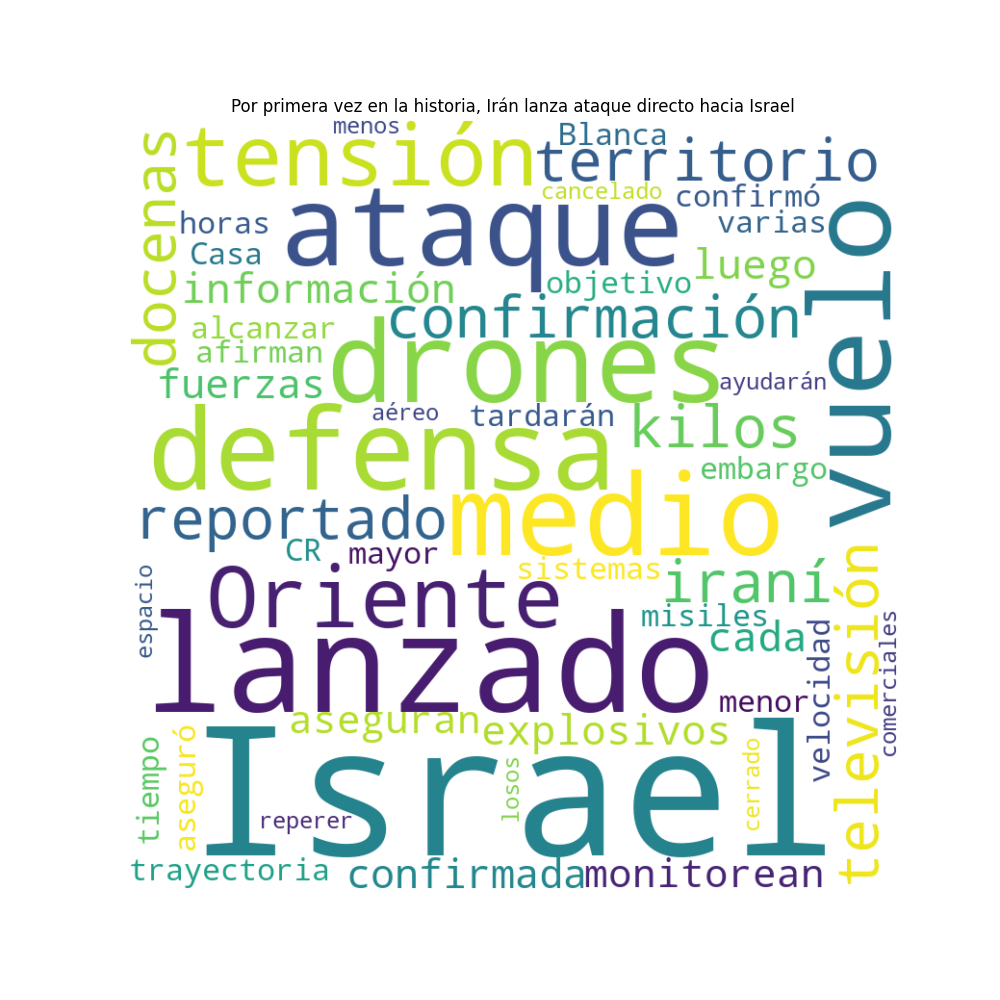 Por primera vez en la historia, Irán lanza ataque directo hacia Israel
menos
Blanca
docenas
tensión
territorio
cancelado
confirmó
horas
ataque
varias
vuelo
Casa
luego
información
objetivo
confirmación
alcanzar
drones
afirman
fuerzas
ayudarán
aéreo
tardarán
kilos
defensa
embargo
medio
reportado
CR
mayor
sistemas
iraní
Oriente
espacio
misiles
cada
televisión
lanzado
velocidad
comerciales
menor
aseguran
explosivos
Israel
tiempo
aseguró
losos
cerrado
reperer
trayectoria
confirmada
monitorean